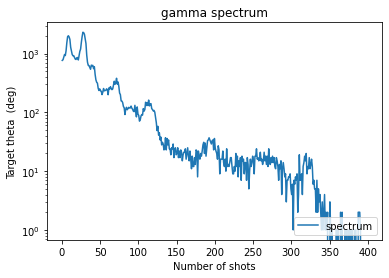 gamma spectrum
Target theta  (deg)
10³
10²
10¹
10⁰
spectrum
0 50 100 150 200 250 300 350 400
Number of shots